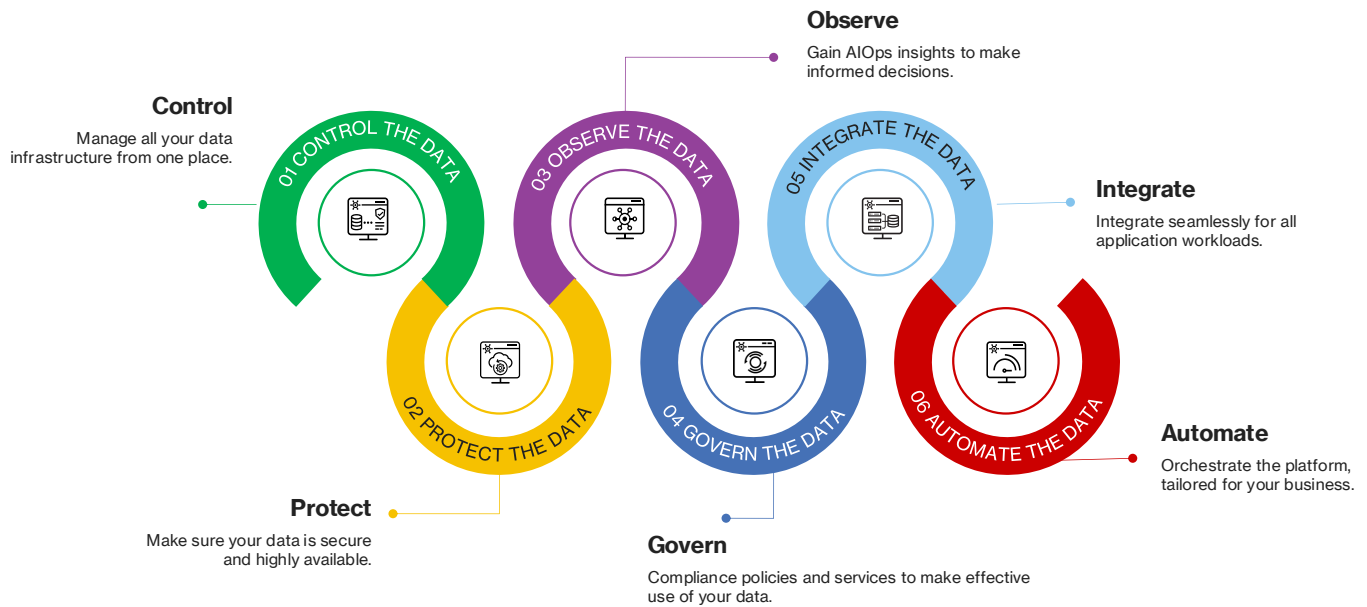 Control
Manage all your data
infrastructure from one place.
01 CONTROL THE DATA
02 PROTECT THE DATA
Protect
Make sure your data is secure
and highly available.
Observe
Gain AIOps insights to make
informed decisions.
03 OBSERVE THE DATA
04 GOVERN THE DATA
Govern
Compliance policies and services to make effective
use of your data.
05 INTEGRATE THE DATA
Integrate
Integrate seamlessly for all
application workloads.
06 AUTOMATE THE DATA
Automate
Orchestrate the platform,
tailored for your business.